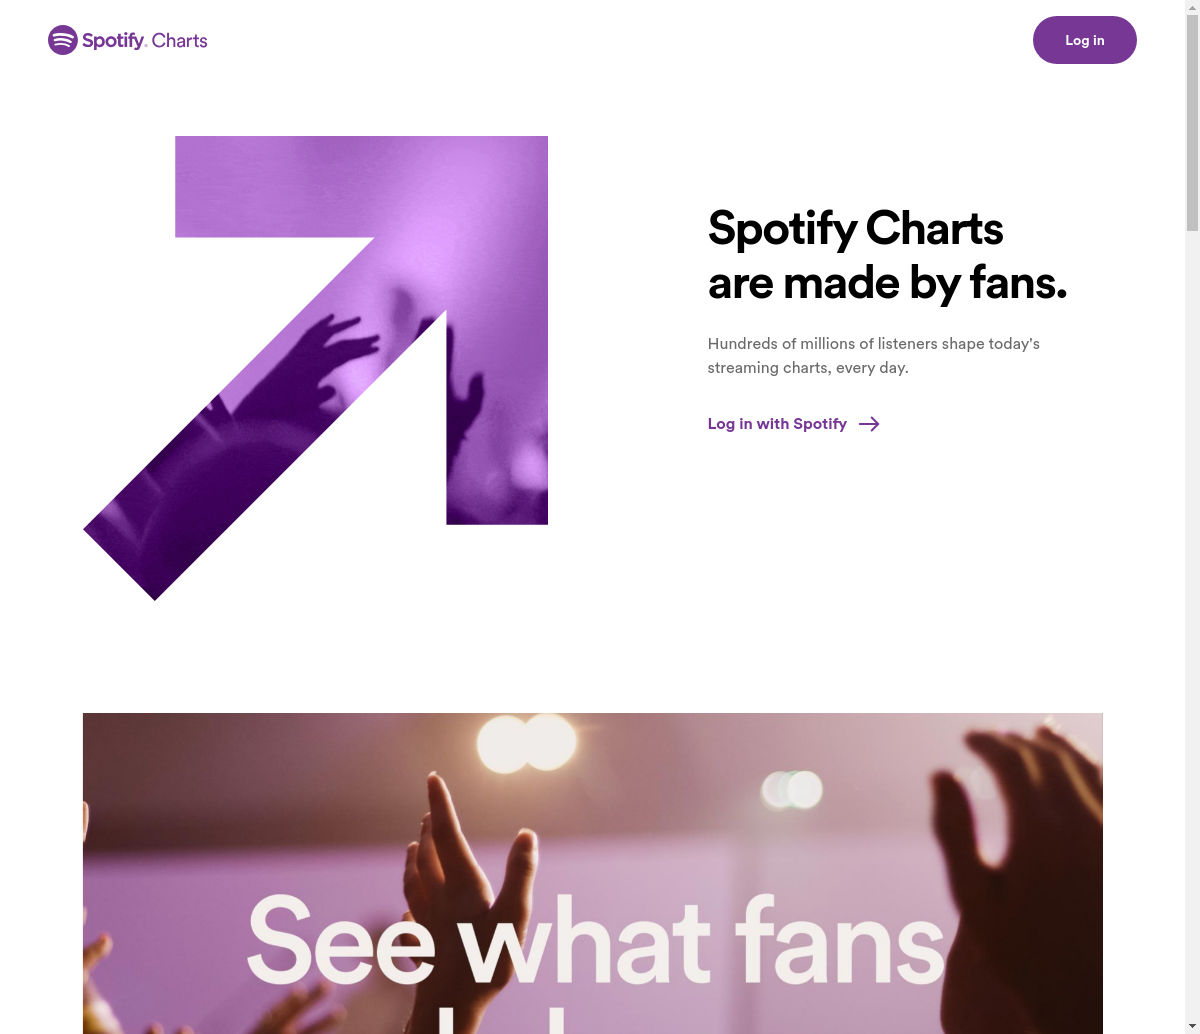 Spotify Charts
Log in
Spotify Charts
are made by fans.
Hundreds of millions of listeners shape today's
streaming charts, every day.
Log in with Spotify
See what fans